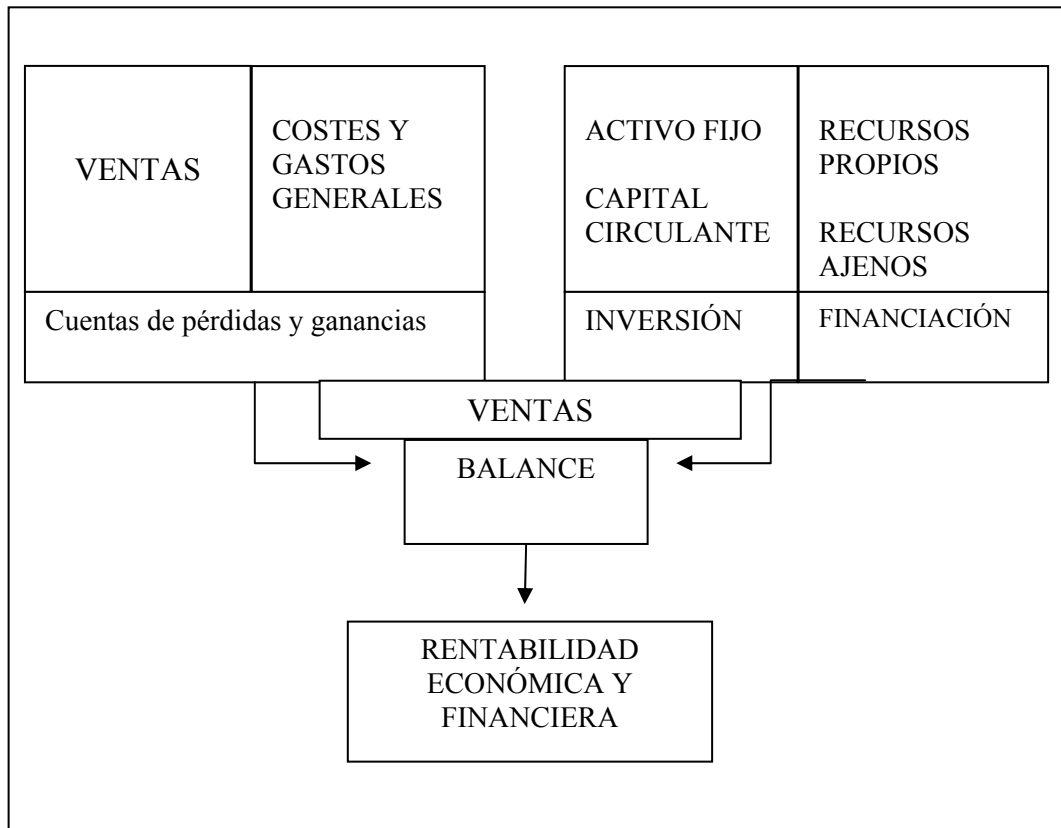 VENTAS
COSTES Y
GASTOS
GENERALES
Cuentas de pérdidas y ganancias
ACTIVO FIJO
CAPITAL
CIRCULANTE
RECURSOS
PROPIOS
RECURSOS
AJENOS
INVERSIÓN
FINANCIACIÓN
VENTAS
BALANCE
RENTABILIDAD
ECONÓMICA Y
FINANCIERA